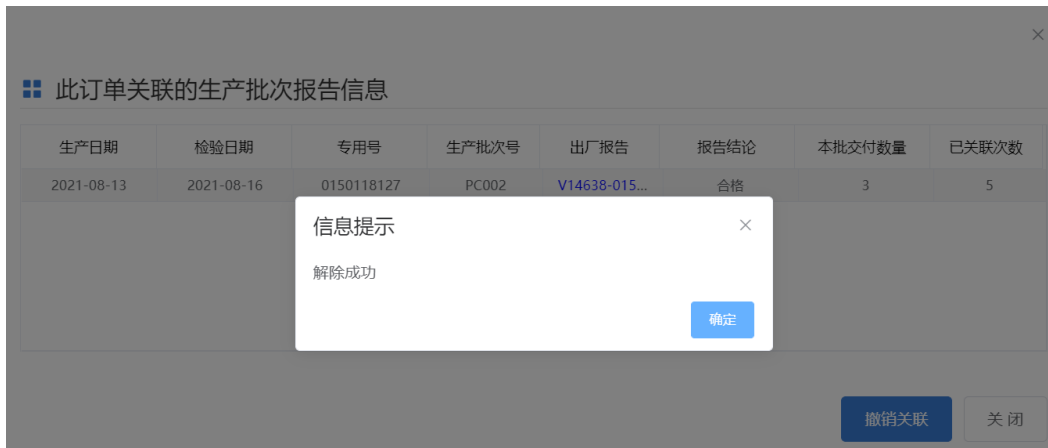 此订单关联的生产批次报告信息
生产日期 检验日期 专用号 生产批次号 出厂报告 报告结论 本批交付数量 已关联次数
2021-08-13 2021-08-16 0150118127 PC002 V14638-015... 合格 3 5
信息提示
解除成功
确定
撤销关联 关闭